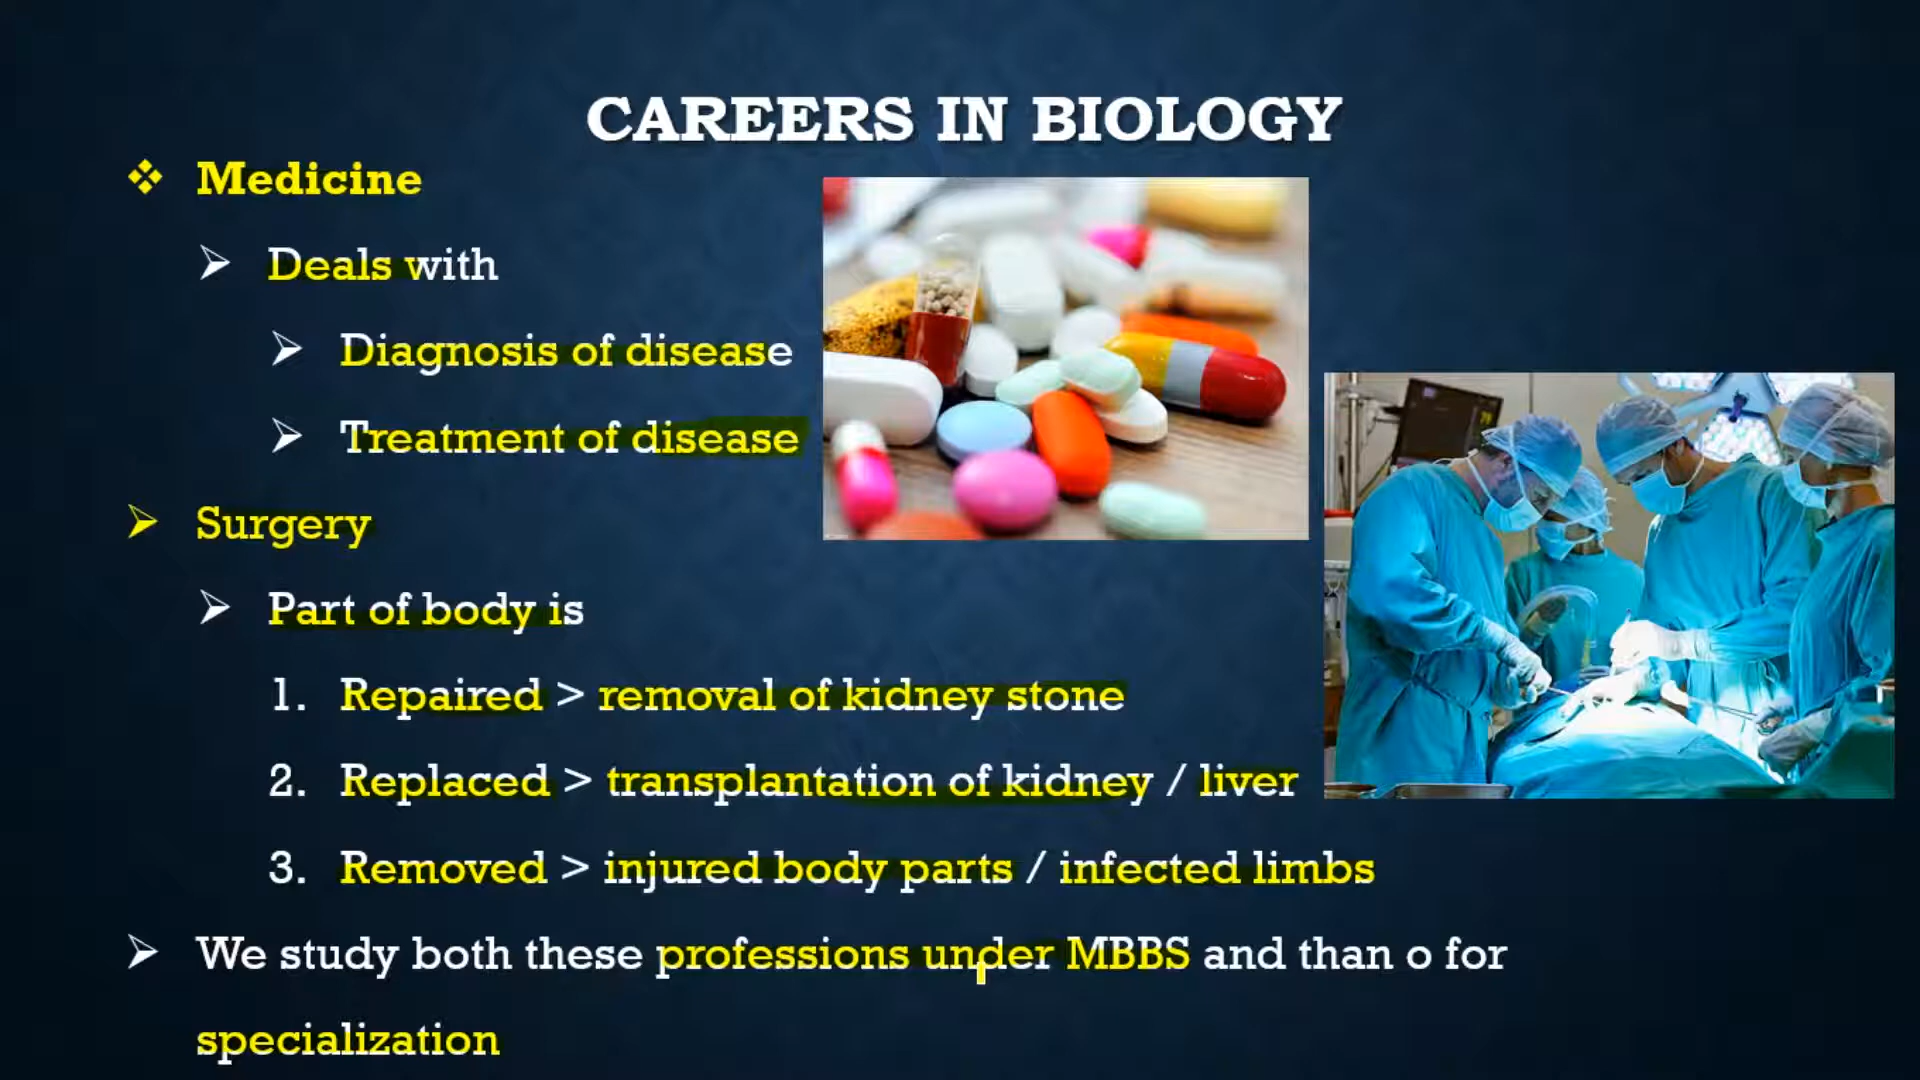 CAREERS IN BIOLOGY
Medicine
Deals with
Diagnosis of disease
Treatment of disease
Surgery
Part of body is
1. Repaired > removal of kidney stone
2. Replaced > transplantation of kidney / liver
3. Removed > injured body parts / infected limbs
We study both these professions under MBBS and than o for
specialization